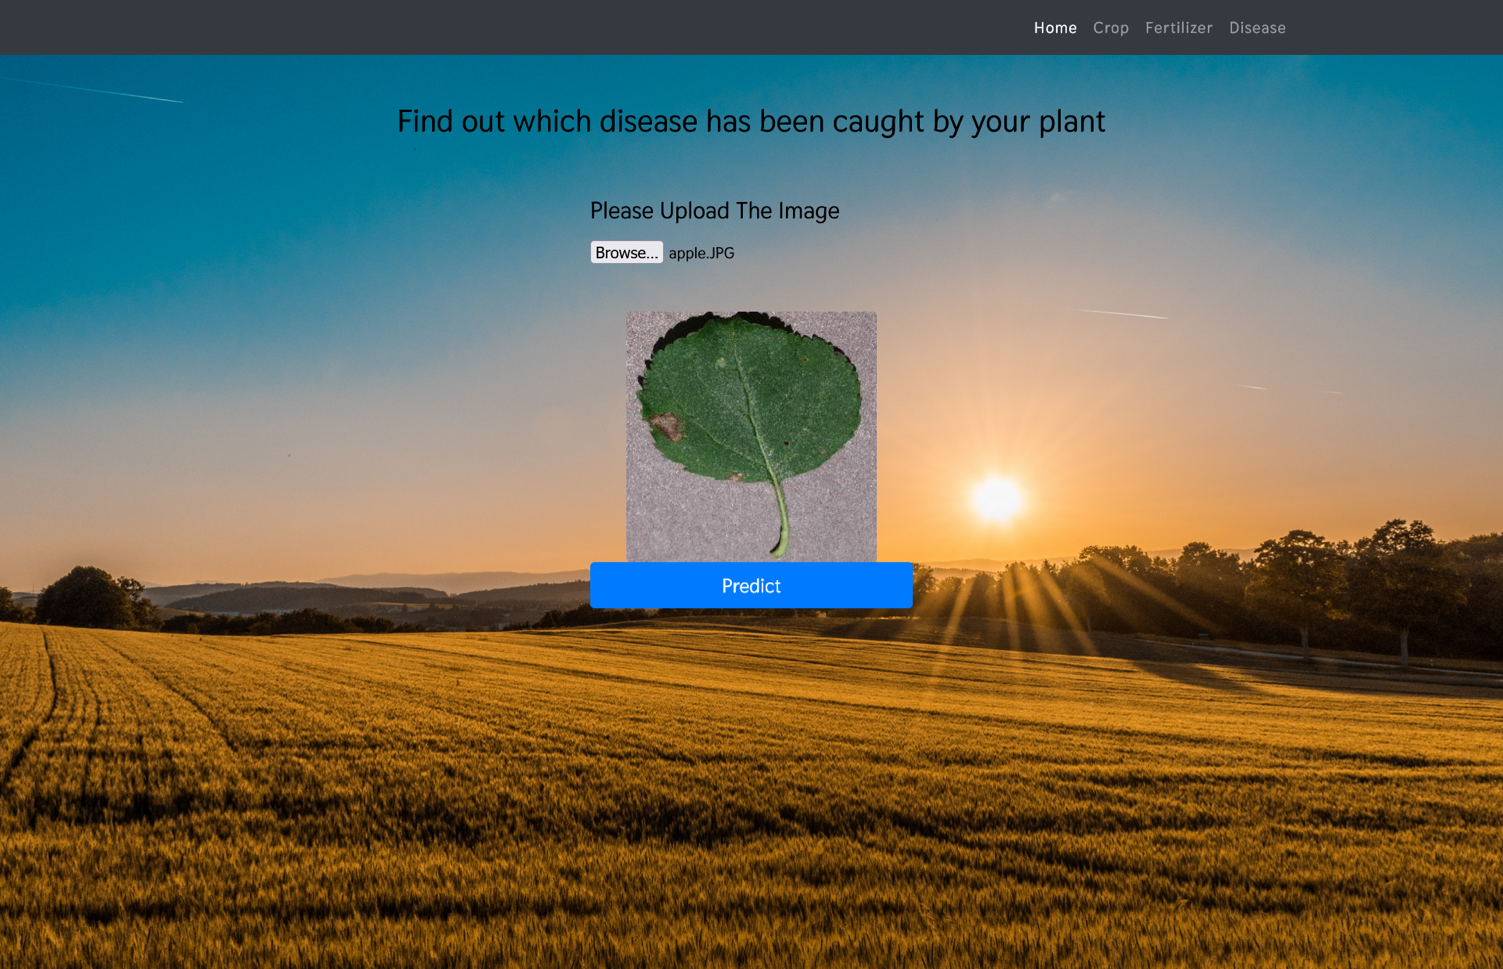 Home Crop Fertilizer Disease
Find out which disease has been caught by your plant
Please Upload The Image
Browse... apple.JPG
Predict